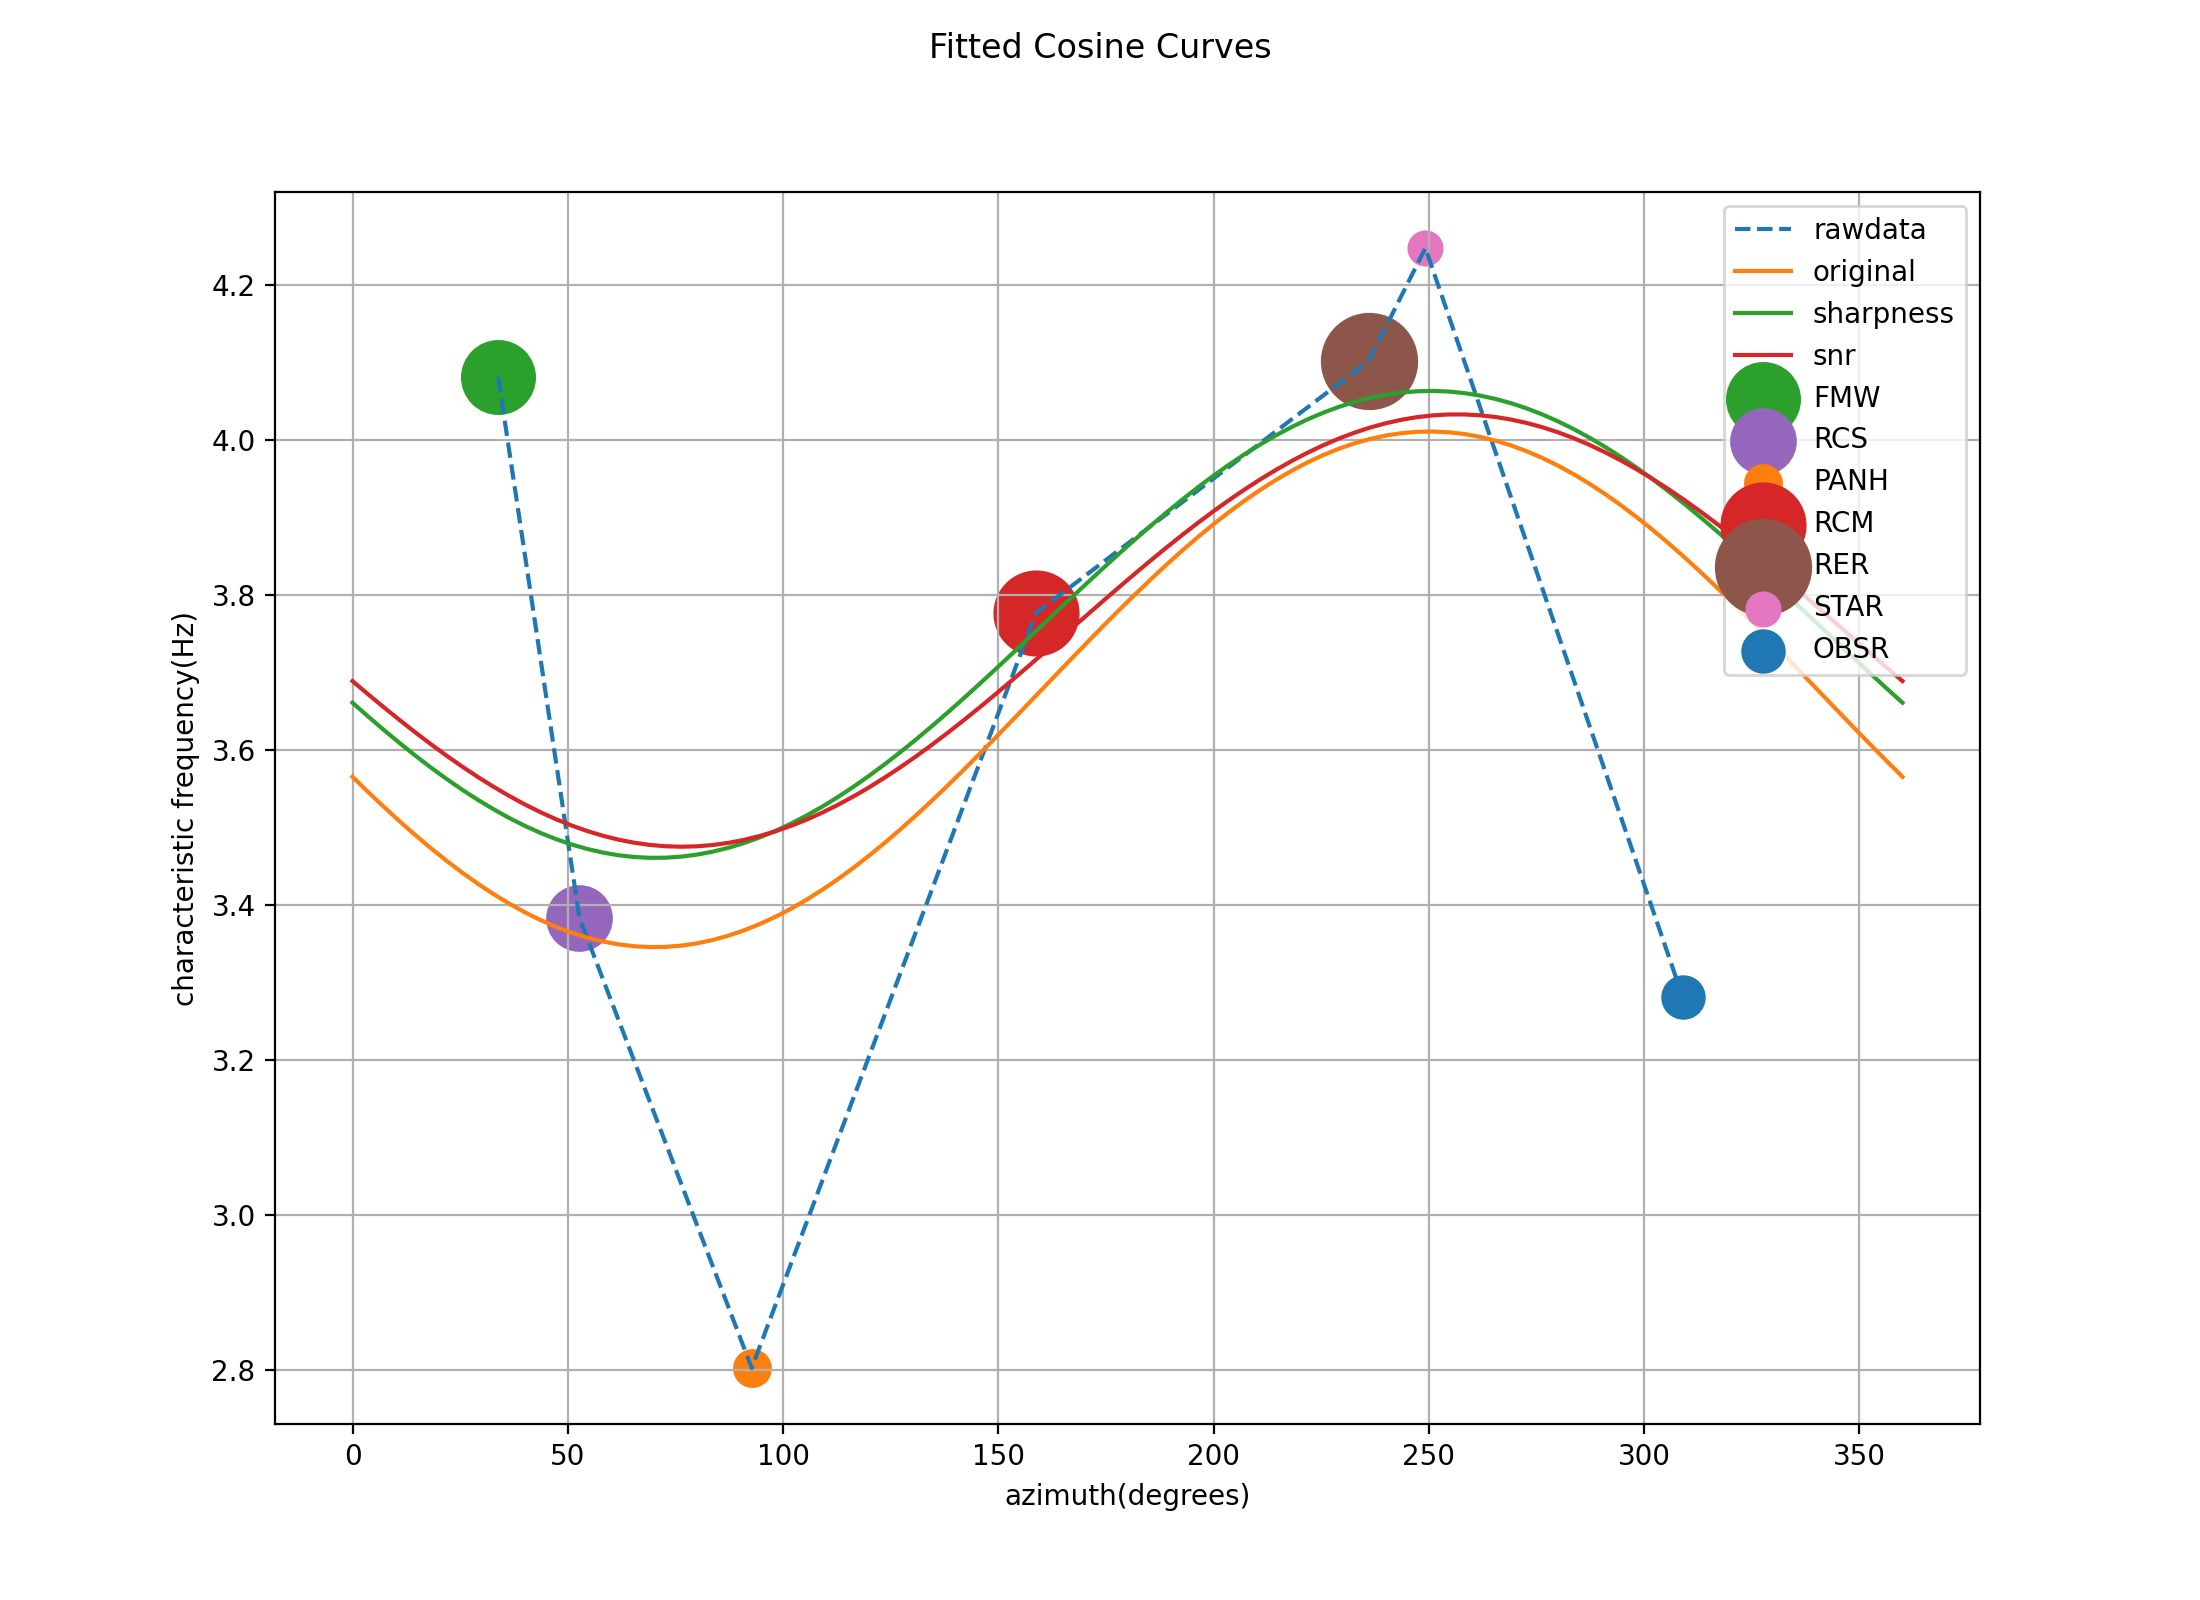 Fitted Cosine Curves
rawdata
original
sharpness
snr
FMW
RCS
PANH
RCM
RER
STAR
OBSR
4.2
4.0
3.8
3.6
3.4
3.2
3.0
2.8
characteristic frequency(Hz)
0 50 100 150 200 250 300 350
azimuth(degrees)